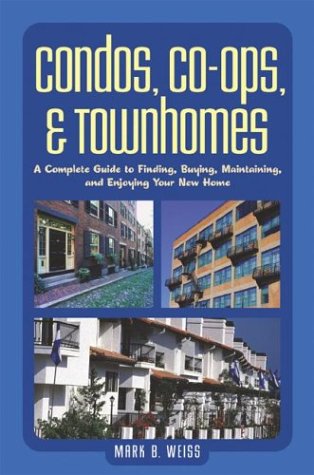 Condos, Co-ops,
& Townhomes
A Complete Guide to Finding, Buying, Maintaining,
and Enjoying Your New Home
MARK B. WEISS